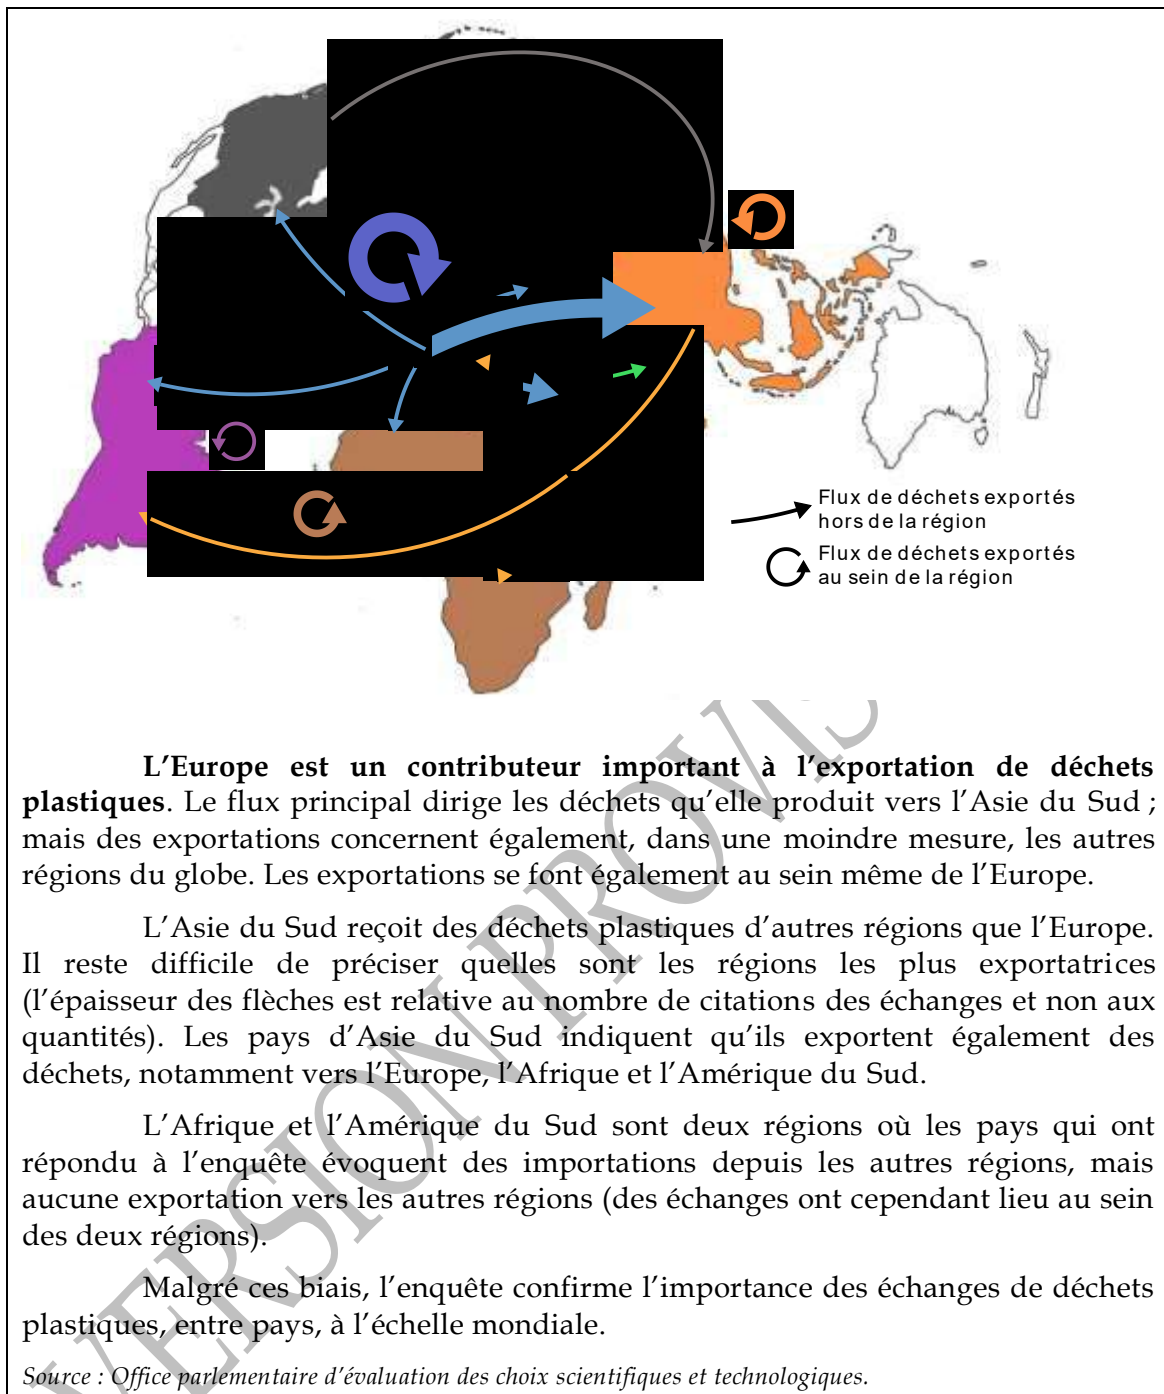 Flux de déchets exportés
hors de la région
Flux de déchets exportés
au sein de la région
L’Europe est un contributeur important à l’exportation de déchets
plastiques. Le flux principal dirige les déchets qu’elle produit vers l’Asie du Sud ;
mais des exportations concernent également, dans une moindre mesure, les autres
régions du globe. Les exportations se font également au sein même de l’Europe.
L’Asie du Sud reçoit des déchets plastiques d’autres régions que l’Europe.
Il reste difficile de préciser quelles sont les régions les plus exportatrices
(l’épaisseur des flèches est relative au nombre de citations des échanges et non aux
quantités). Les pays d’Asie du Sud indiquent qu’ils exportent également des
déchets, notamment vers l’Europe, l’Afrique et l’Amérique du Sud.
L’Afrique et l’Amérique du Sud sont deux régions où les pays qui ont
répondu à l’enquête évoquent des importations depuis les autres régions, mais
aucune exportation vers les autres régions (des échanges ont cependant lieu au sein
des deux régions).
Malgré ces biais, l’enquête confirme l’importance des échanges de déchets
plastiques, entre pays, à l’échelle mondiale.
Source : Office parlementaire d’évaluation des choix scientifiques et technologiques.
VERSION PROVIS